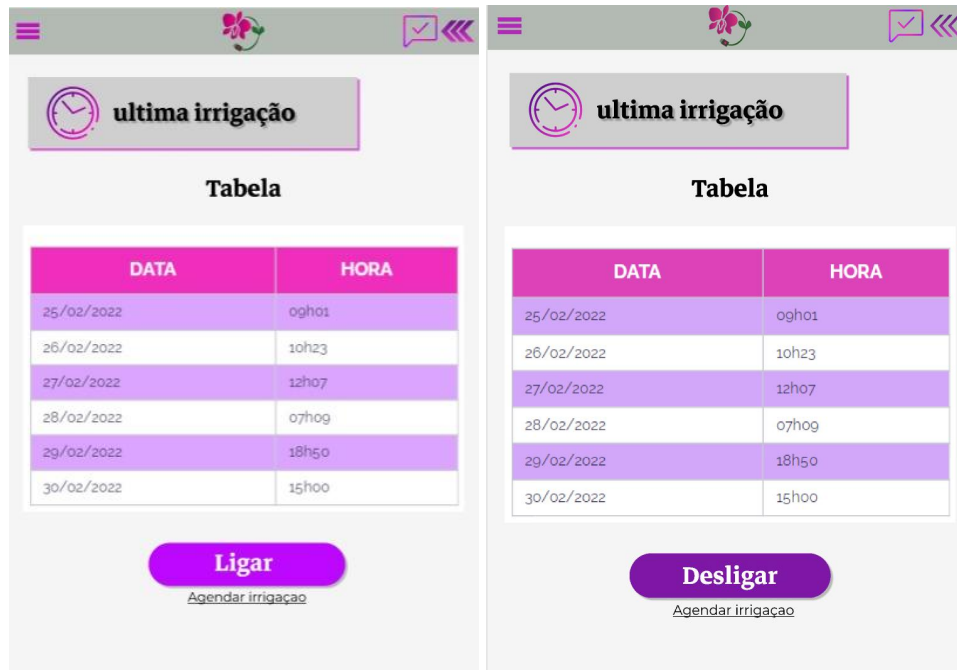 ultima irrigação
Tabela
DATA HORA
25/02/2022 09h01
26/02/2022 10h23
27/02/2022 12h07
28/02/2022 07h09
29/02/2022 18h50
30/02/2022 15h00
Ligar
Agendar irrigaçao
ultima irrigação
Tabela
DATA HORA
25/02/2022 09h01
26/02/2022 10h23
27/02/2022 12h07
28/02/2022 07h09
29/02/2022 18h50
30/02/2022 15h00
Desligar
Agendar irrigaçao